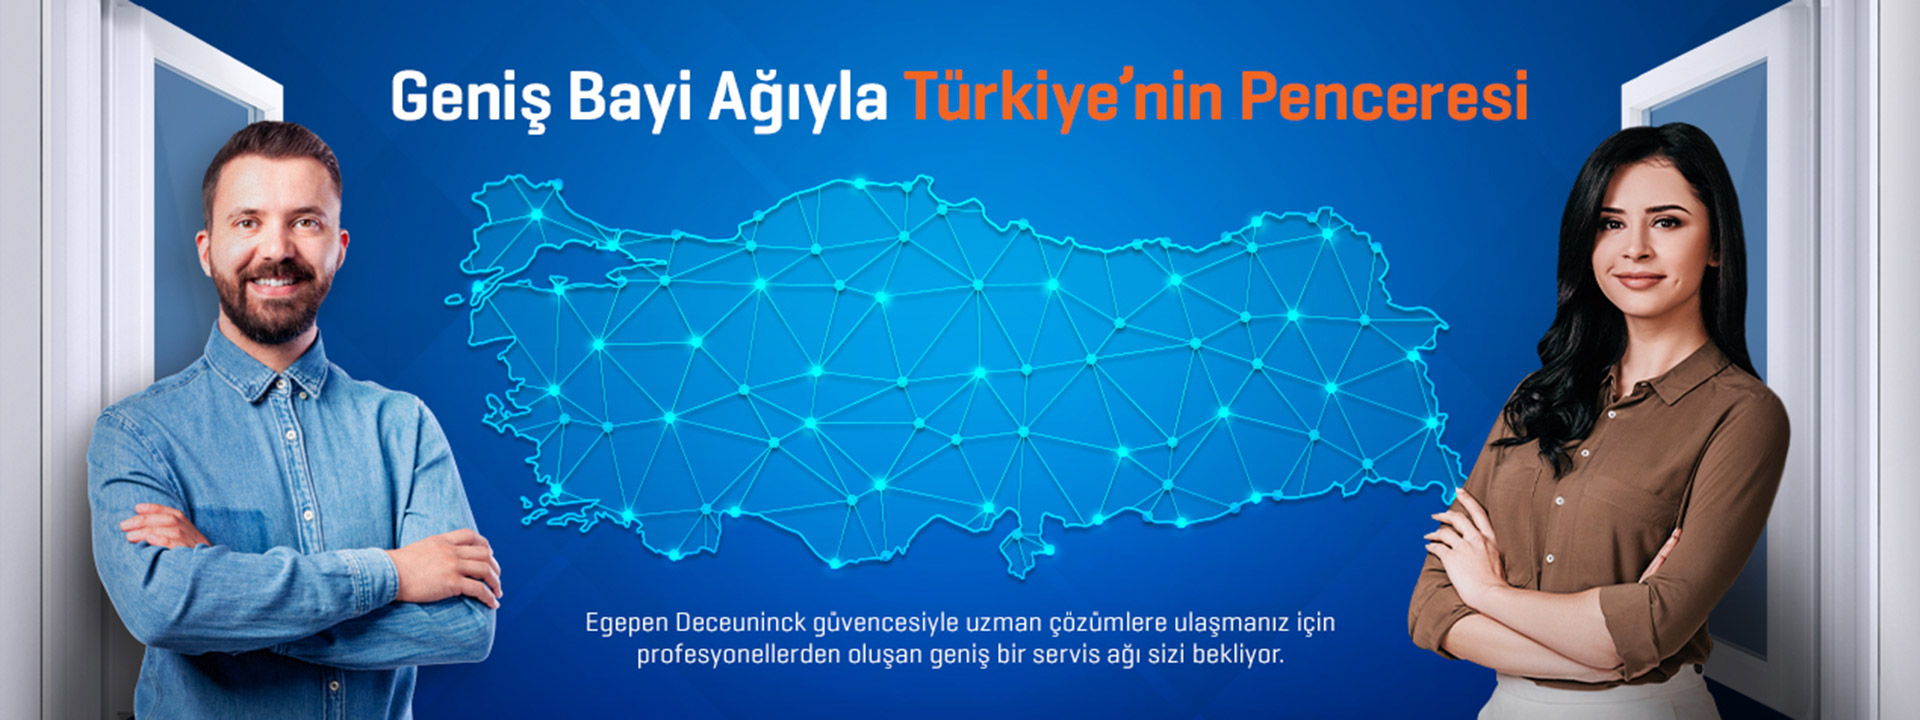 Geniş Bayi Ağıyla Türkiye’nin Penceresi
Egepen Deceuninck güvencesiyle uzman çözümlere ulaşmanız için
profesyonellerden oluşan geniş bir servis ağı sizi bekliyor.